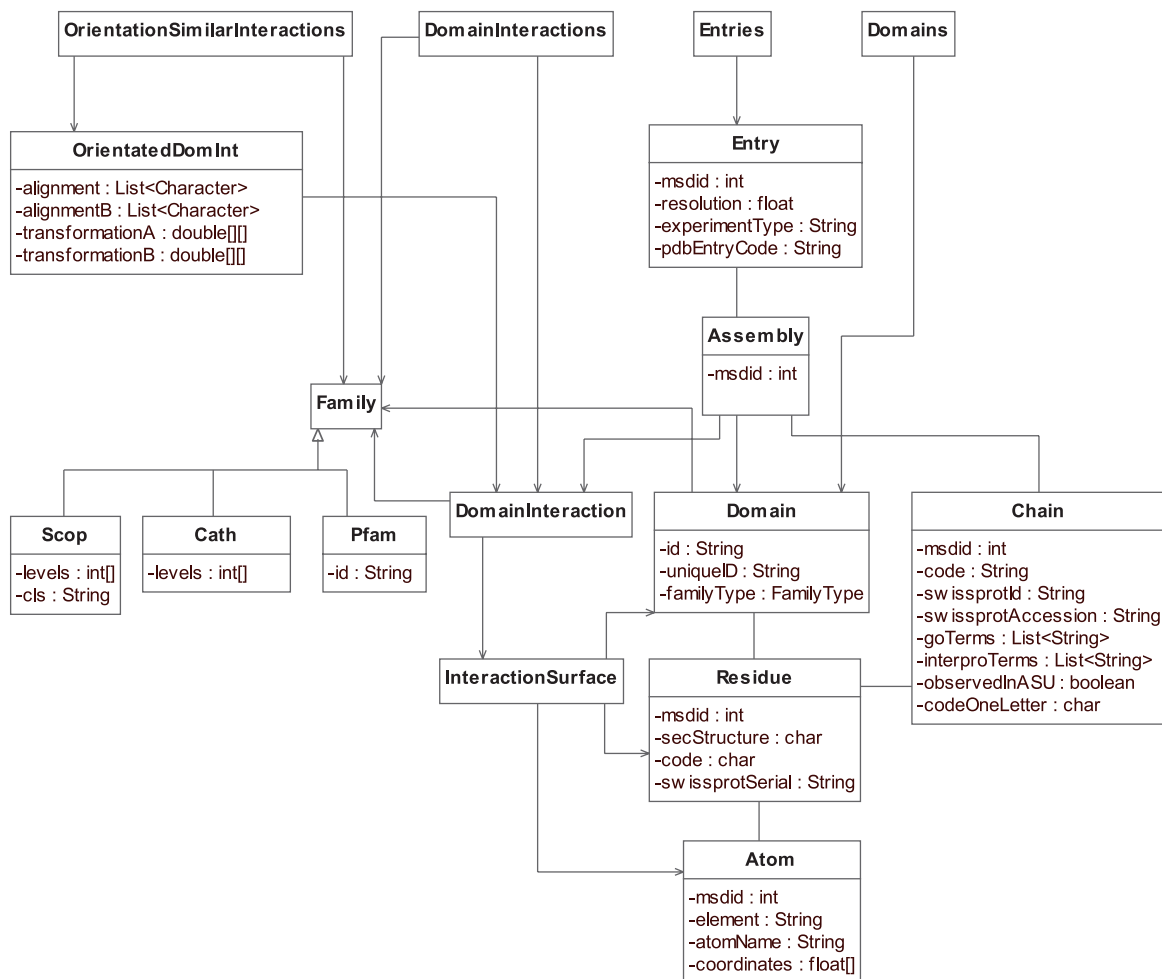 OrientationSimilarInteractions
DomainInteractions
Entries
Domains
OrientatedDomInt
-alignment : List<Character>
-alignmentB : List<Character>
-transformationA : double[][]
-transformationB : double[][]
Entry
-msdid : int
-resolution : float
-experimentType : String
-pdbEntryCode : String
Assembly
-msdid : int
Family
Scop
-levels : int[]
-cls : String
Cath
-levels : int[]
Pfam
-id : String
DomainInteraction
Domain
-id : String
-uniqueID : String
-familyType : FamilyType
Chain
-msdid : int
-code : String
-swissprotId : String
-swissprotAccession : String
-goTerms : List<String>
-interproTerms : List<String>
-observedInASU : boolean
-codeOneLetter : char
InteractionSurface
Residue
-msdid : int
-secStructure : char
-code : char
-swissprotSerial : String
Atom
-msdid : int
-element : String
-atomName : String
-coordinates : float[]